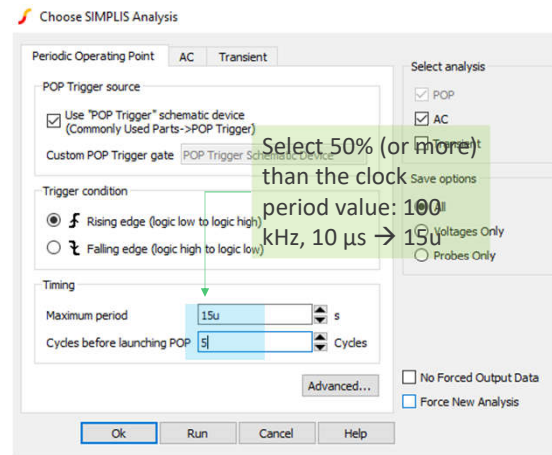 Choose SIMPLIS Analysis
Periodic Operating Point AC Transient
POP Trigger source
Use "POP Trigger" schematic device
(Commonly Used Parts->POP Trigger)
Custom POP Trigger gate POP Trigger Schematic Device
Trigger condition
Rising edge (logic low to logic high)
Falling edge (logic high to logic low)
Timing
Maximum period 15u s
Cycles before launching POP 5 Cycles
Advanced...
Ok Run Cancel Help
Select analysis
POP
AC
Transient
Save options
All
Voltages Only
Probes Only
No Forced Output Data
Force New Analysis
Select 50% (or more)
than the clock
period value: 100
kHz, 10 µs → 15u